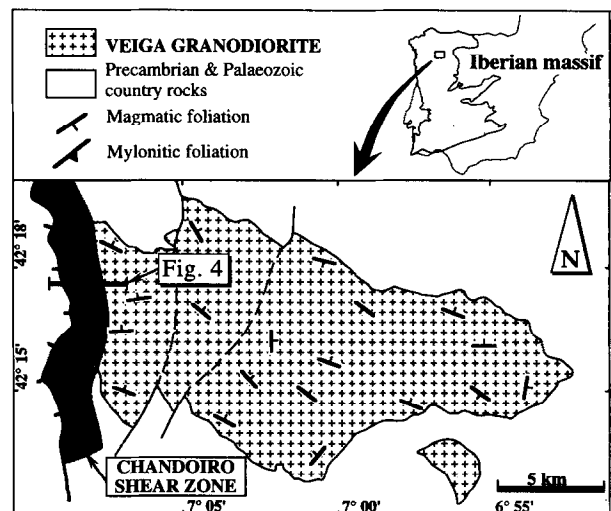 VEIGA GRANODIORITE
Precambrian & Palaeozoic
country rocks
Magmatic foliation
Mylonitic foliation
Iberian massif
42° 18'
42° 15'
Fig. 4
N
CHANDOIRO
SHEAR ZONE
5 km
7° 05'
7° 00'
6° 55'